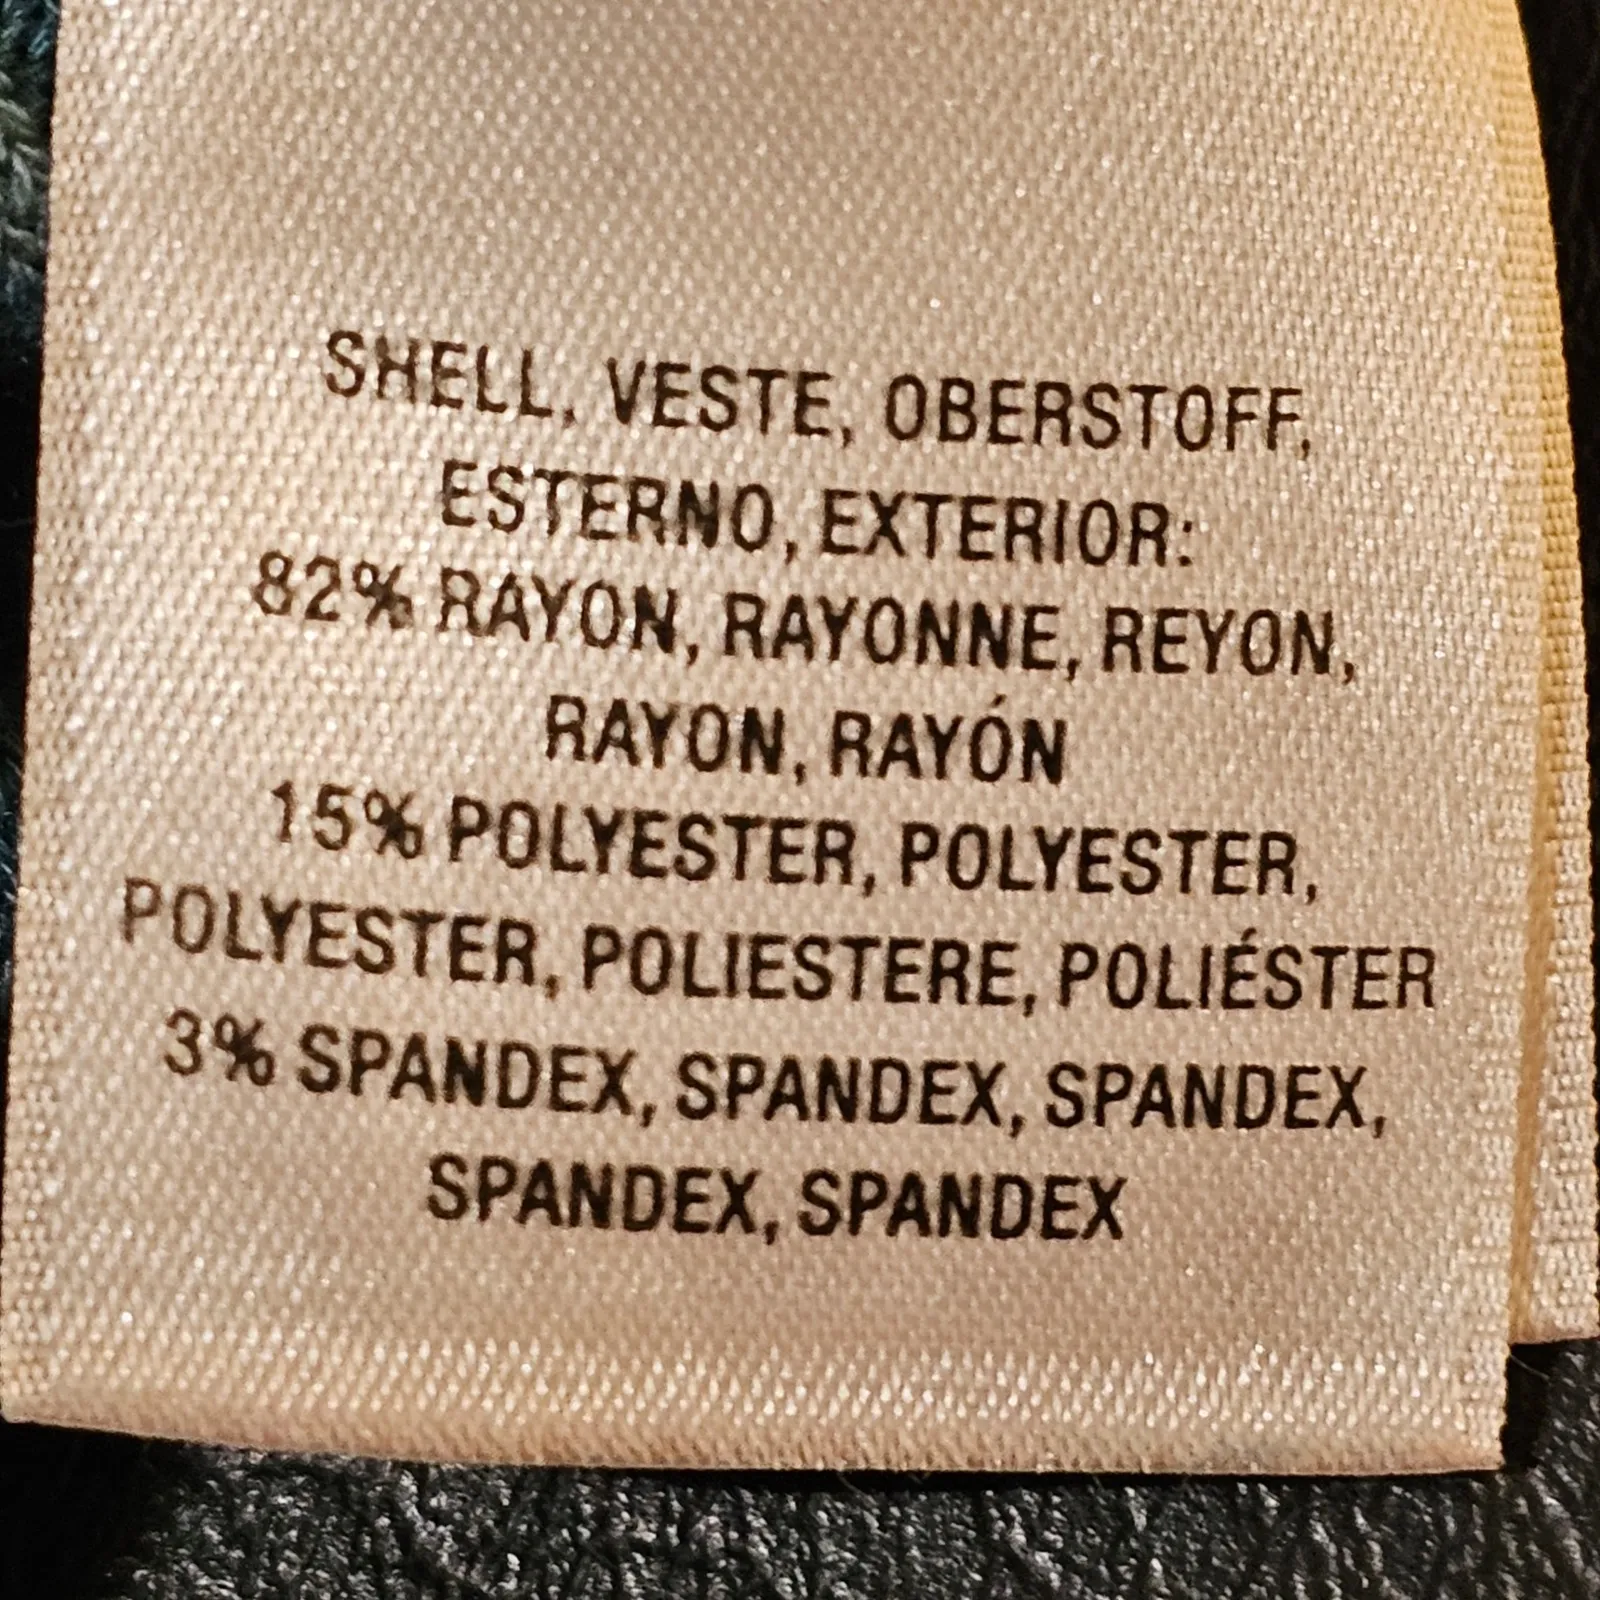 SHELL, VESTE, OBERSTOFF,
ESTERNO, EXTERIOR:
82% RAYON, RAYONNE, REYON,
RAYON, RAYÓN
15% POLYESTER, POLYESTER,
POLYESTER, POLIESTERE, POLIÉSTER
3% SPANDEX, SPANDEX, SPANDEX,
SPANDEX, SPANDEX